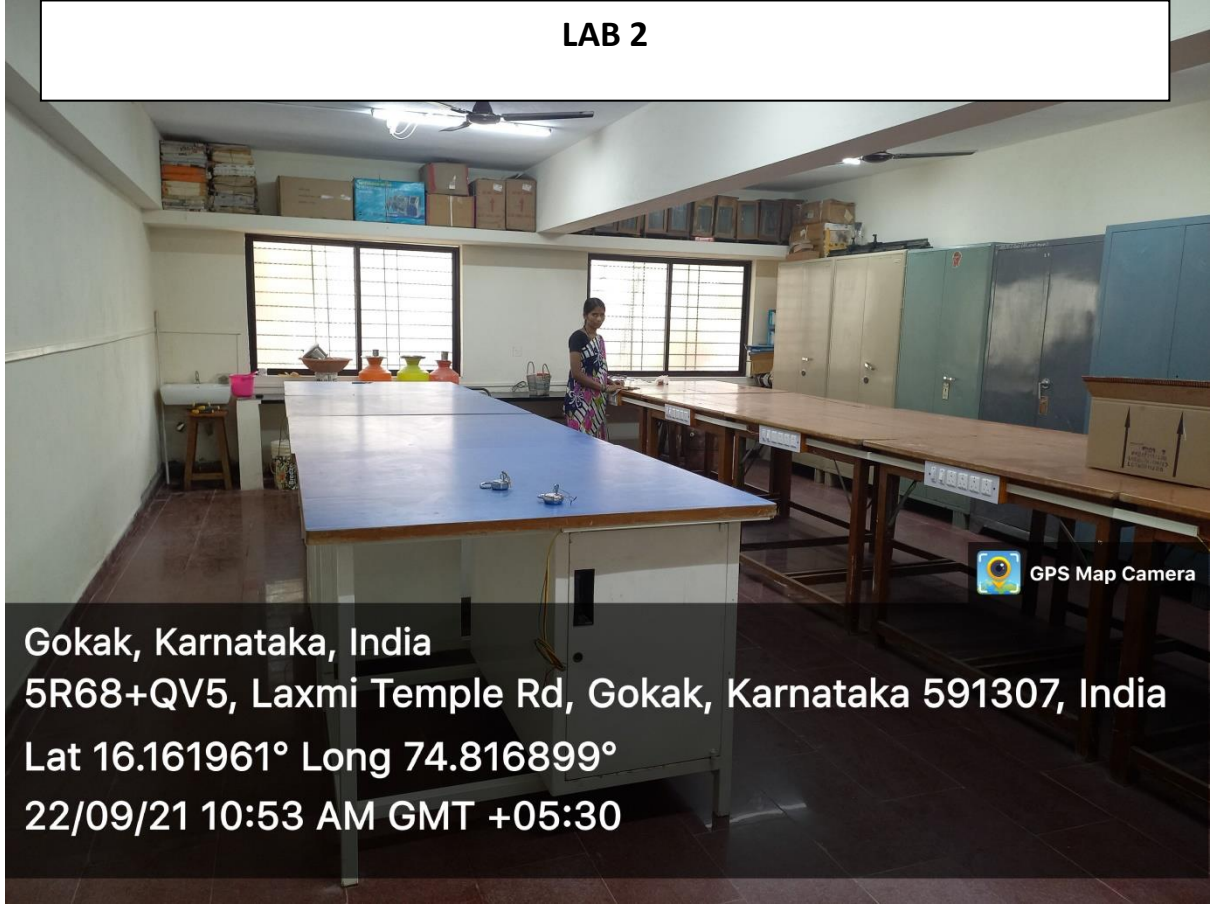 LAB 2
GPS Map Camera
Gokak, Karnataka, India
5R68+QV5, Laxmi Temple Rd, Gokak, Karnataka 591307, India
Lat 16.161961° Long 74.816899°
22/09/21 10:53 AM GMT +05:30